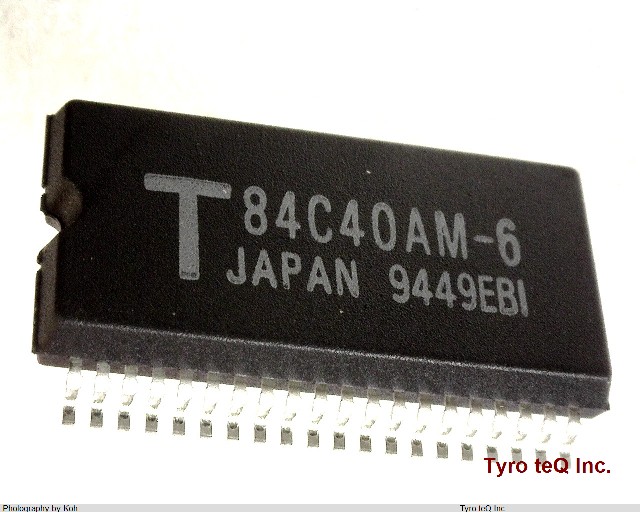 T 84C40AM-6
JAPAN 9449EBI
Tyro teQ Inc.
Photography by Koh
Tyro teQ Inc